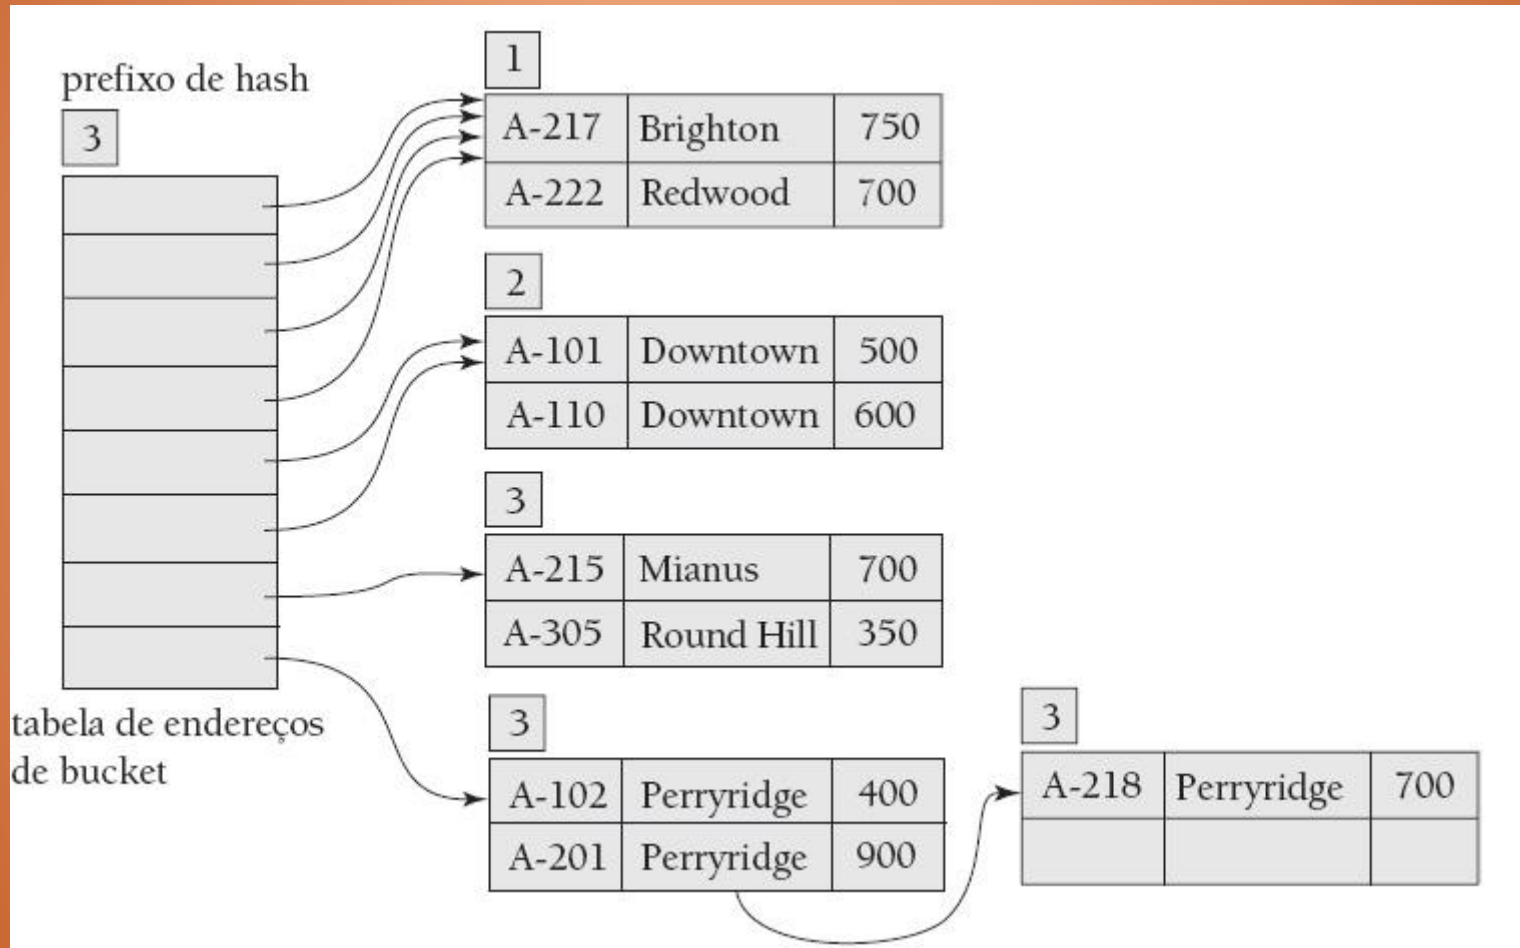 prefixo de hash
3
1
A-217 Brighton 750
A-222 Redwood 700
2
A-101 Downtown 500
A-110 Downtown 600
3
A-215 Mianus 700
A-305 Round Hill 350
tabela de endereços
de bucket
3
A-102 Perryridge 400
A-201 Perryridge 900
3
A-218 Perryridge 700